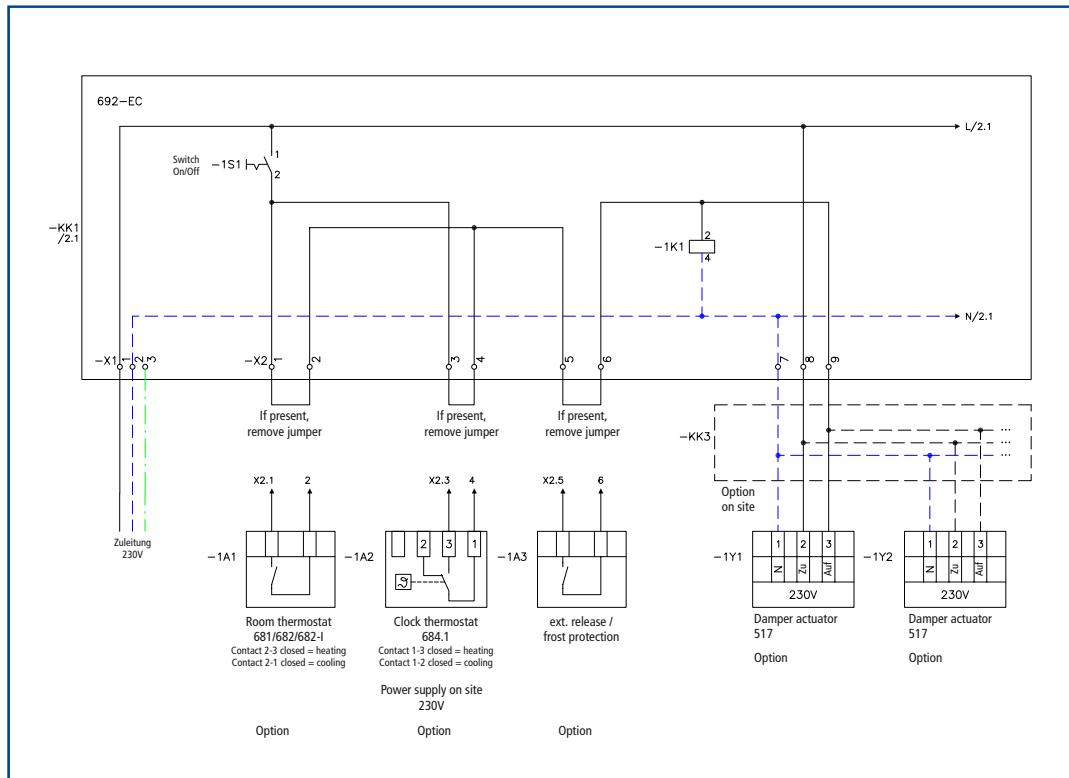 692-EC
L/2.1
Switch
On/Off
-1S1
1
2
-KK1
/2.1
-1K1
2
4
N/2.1
-X1
1
2
3
-X2
1
2
3
4
5
6
7
8
9
If present,
remove jumper
If present,
remove jumper
If present,
remove jumper
-KK3
...
...
...
Option
on site
X2.1
2
X2.3
4
X2.5
6
Zuleitung
230V
-1A1
-1A2
2
3
1
ϑ
-1A3
-1Y1
1
2
3
N
Zu
Auf
230V
-1Y2
1
2
3
N
Zu
Auf
230V
Room thermostat
681/682/682-I
Contact 2-3 closed = heating
Contact 2-1 closed = cooling
Clock thermostat
684.1
Contact 1-3 closed = heating
Contact 1-2 closed = cooling
Power supply on site
230V
ext. release /
frost protection
Damper actuator
517
Option
Damper actuator
517
Option
Option
Option
Option